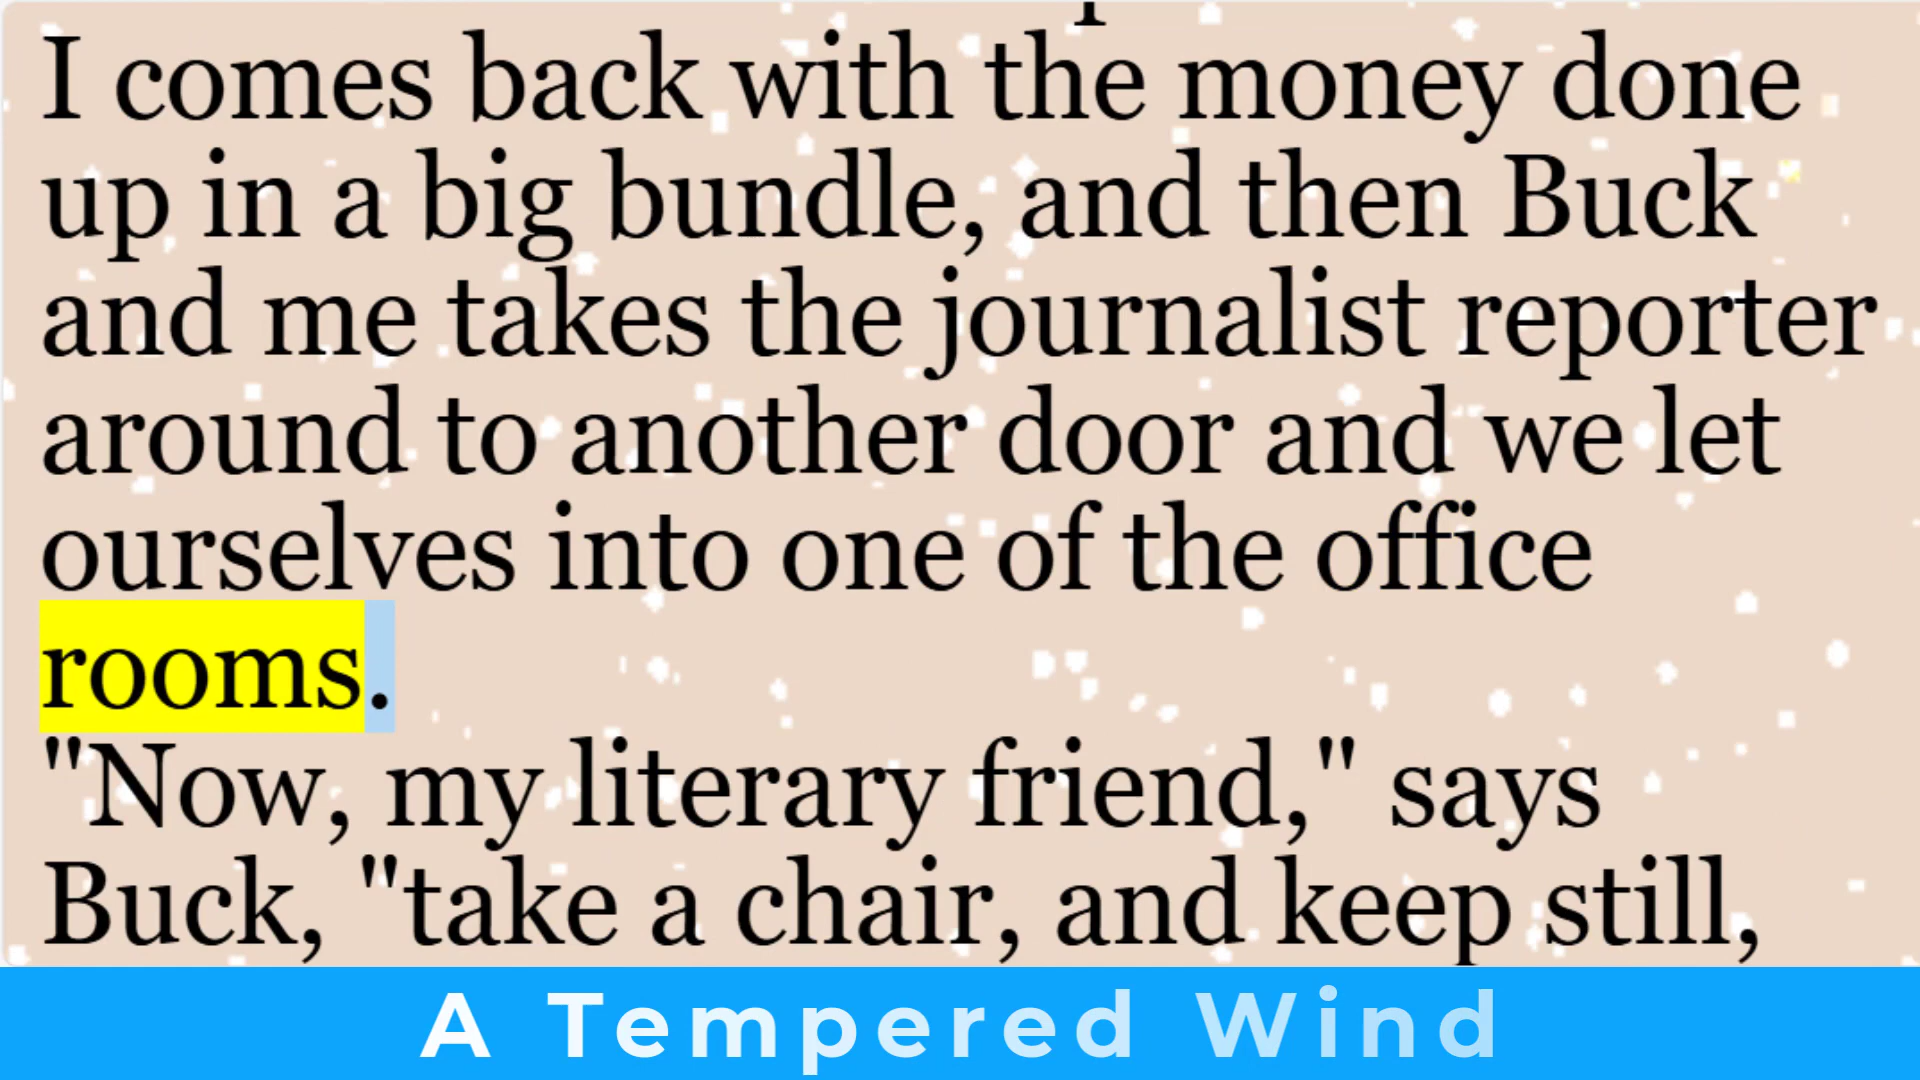 I comes back with the money done
up in a big bundle, and then Buck
and me takes the journalist reporter
around to another door and we let
ourselves into one of the office
rooms.
"Now, my literary friend," says
Buck, "take a chair, and keep still,
A Tempered Wind